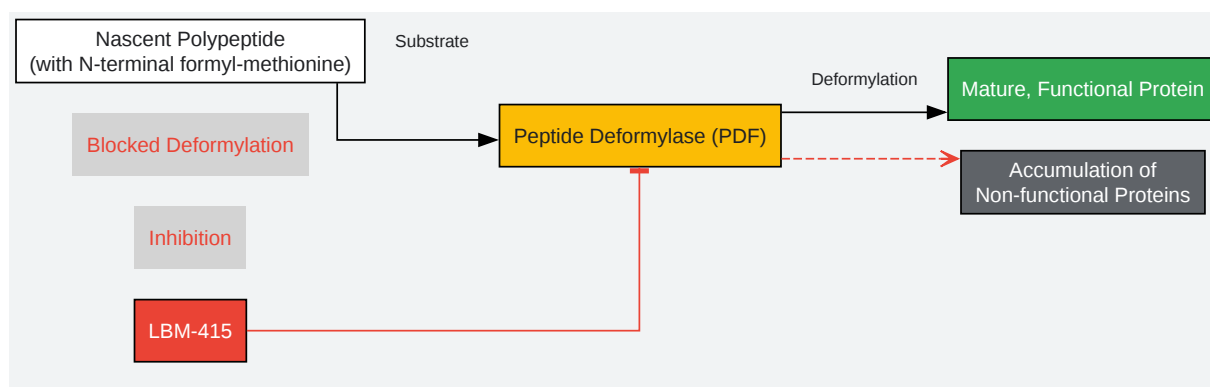 Nascent Polypeptide
(with N-terminal formyl-methionine)
Substrate
Deformylation
Mature, Functional Protein
Blocked Deformylation
Peptide Deformylase (PDF)
Accumulation of
Non-functional Proteins
Inhibition
LBM-415